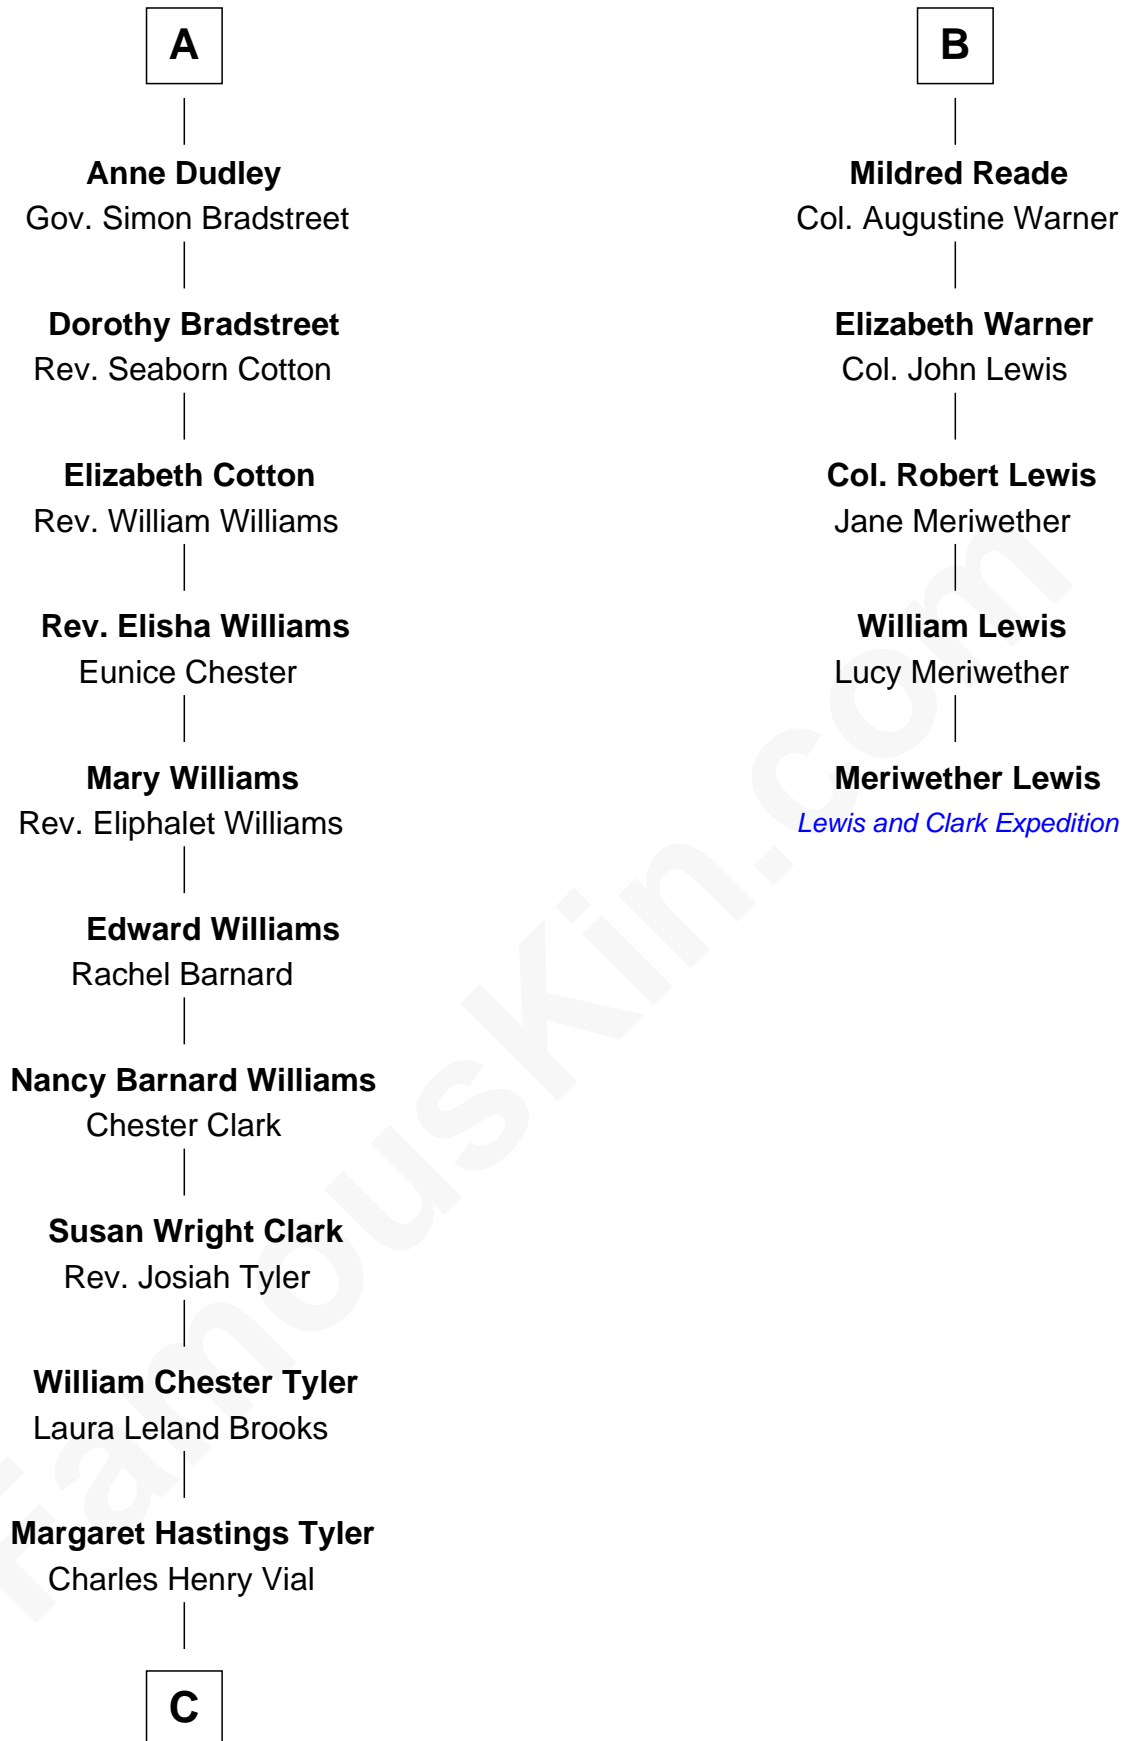 A
Anne Dudley
Gov. Simon Bradstreet
Dorothy Bradstreet
Rev. Seaborn Cotton
Elizabeth Cotton
Rev. William Williams
Rev. Elisha Williams
Eunice Chester
Mary Williams
Rev. Eliphalet Williams
Edward Williams
Rachel Barnard
Nancy Barnard Williams
Chester Clark
Susan Wright Clark
Rev. Josiah Tyler
William Chester Tyler
Laura Leland Brooks
Margaret Hastings Tyler
Charles Henry Vial
C
B
Mildred Reade
Col. Augustine Warner
Elizabeth Warner
Col. John Lewis
Col. Robert Lewis
Jane Meriwether
William Lewis
Lucy Meriwether
Meriwether Lewis
Lewis and Clark Expedition
FamousKin.com